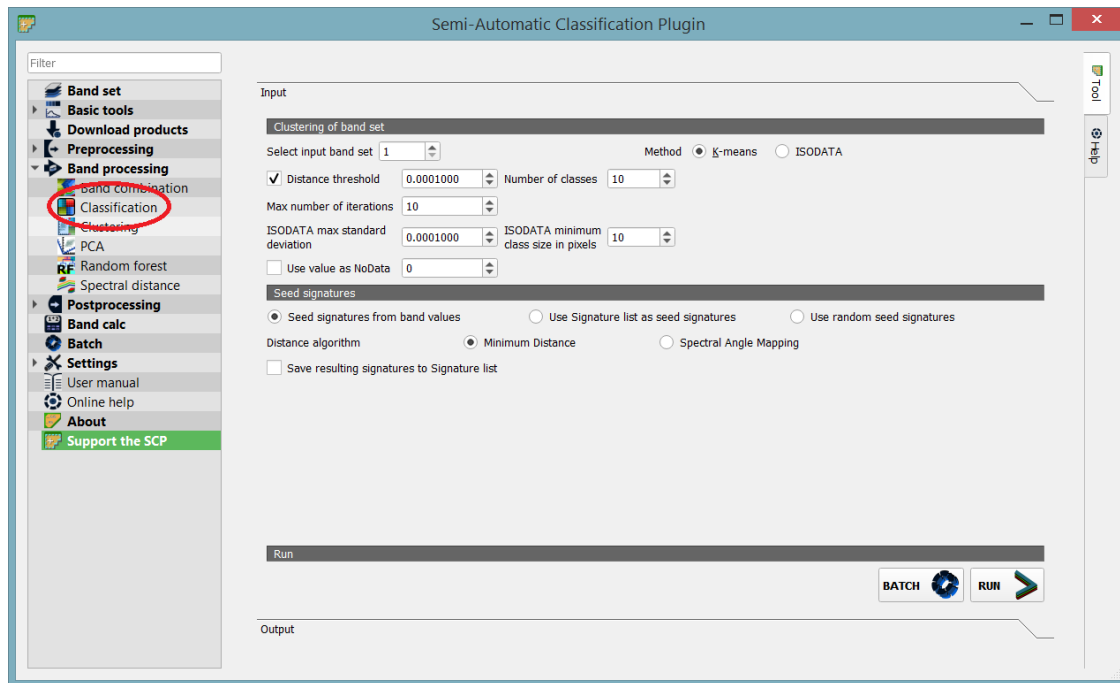 Semi-Automatic Classification Plugin
Filter
Band set
Basic tools
Download products
Preprocessing
Band processing
Band combination
Classification
Clustering
PCA
RF Random forest
Spectral distance
Postprocessing
Band calc
Batch
Settings
User manual
Online help
About
Support the SCP
Input
Clustering of band set
Select input band set 1 Method K-means ISODATA
Distance threshold 0.0001000 Number of classes 10
Max number of iterations 10
ISODATA max standard deviation 0.0001000 ISODATA minimum class size in pixels 10
Use value as NoData 0
Seed signatures
Seed signatures from band values Use Signature list as seed signatures Use random seed signatures
Distance algorithm Minimum Distance Spectral Angle Mapping
Save resulting signatures to Signature list
Run
BATCH RUN
Output
Tool
Help